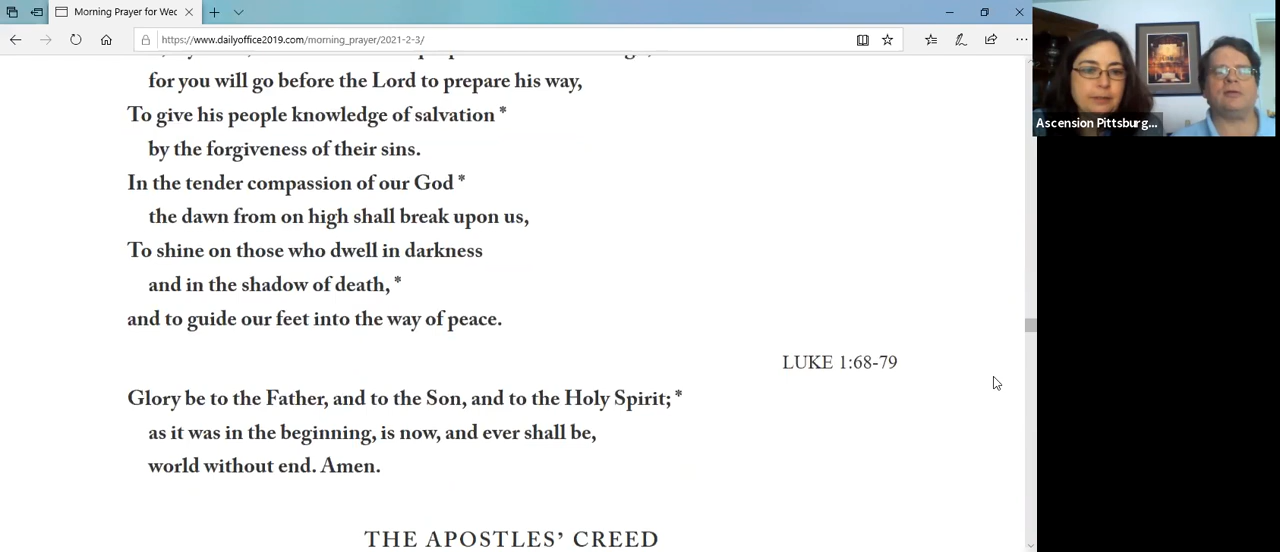 Morning Prayer for Wed
https://www.dailyoffice2019.com/morning_prayer/2021-2-3/
for you will go before the Lord to prepare his way,
To give his people knowledge of salvation *
by the forgiveness of their sins.
In the tender compassion of our God *
the dawn from on high shall break upon us,
To shine on those who dwell in darkness
and in the shadow of death, *
and to guide our feet into the way of peace.
LUKE 1:68-79
Glory be to the Father, and to the Son, and to the Holy Spirit; *
as it was in the beginning, is now, and ever shall be,
world without end. Amen.
THE APOSTLES’ CREED
Ascension Pittsburg...